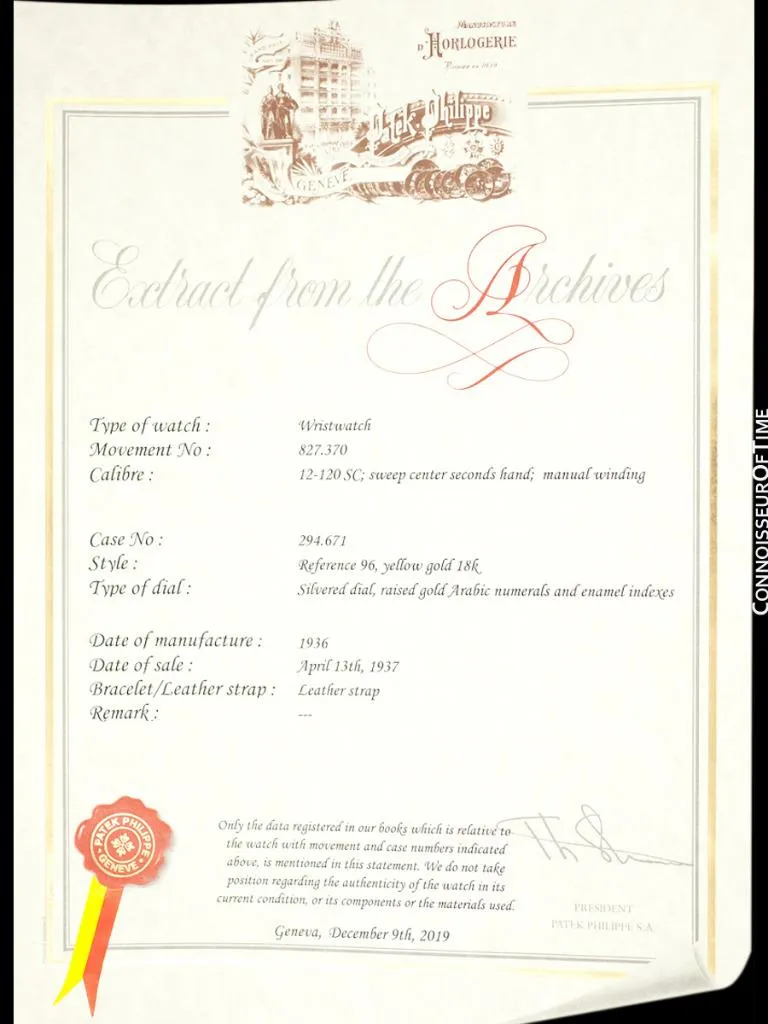 MANUFACTURE
D'HORLOGERIE
Patek Philippe
GENÈVE
Extract from the Archives
Type of watch : Wristwatch
Movement No : 827.370
Calibre : 12-120 SC; sweep center seconds hand; manual winding
Case No : 294.671
Style : Reference 96, yellow gold 18k
Type of dial : Silvered dial, raised gold Arabic numerals and enamel indexes
Date of manufacture : 1936
Date of sale : April 13th, 1937
Bracelet/Leather strap : Leather strap
Remark : ---
PATEK PHILIPPE
GENEVE
Only the data registered in our books which is relative to
the watch with movement and case numbers indicated
above, is mentioned in this statement. We do not take
position regarding the authenticity of the watch in its
current condition, or its components or the materials used.
Geneva, December 9th, 2019
PRESIDENT
PATEK PHILIPPE S.A.
CONNOISSEUROFTIME